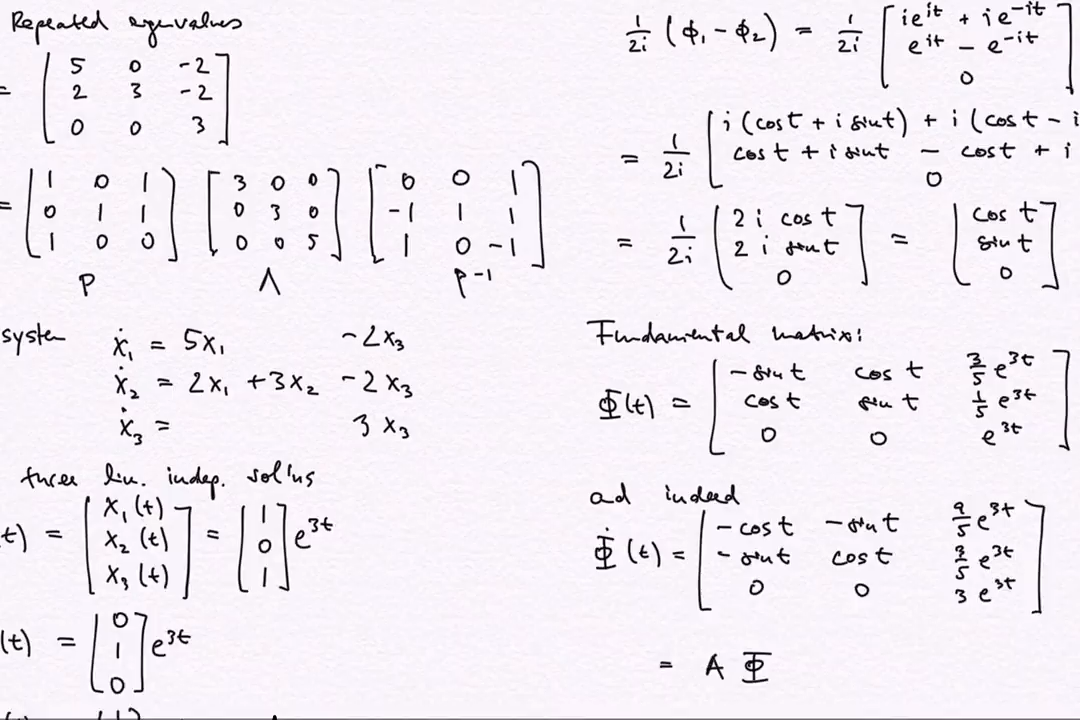 Repeated eigenvalues
= [ 5 0 -2
2 3 -2
0 0 3 ]
= [ 1 0 1
0 1 1
1 0 0 ] [ 3 0 0
0 3 0
0 0 5 ] [ 0 0 1
-1 1 1
1 0 -1 ]
P Λ P⁻¹
system ẋ₁ = 5x₁ -2x₃
ẋ₂ = 2x₁ +3x₂ -2x₃
ẋ₃ = 3x₃
three lin. indep. sol'ns
t) = [ x₁(t)
x₂(t)
x₃(t) ] = [ 1
0
1 ] e^{3t}
(t) = [ 0
1
0 ] e^{3t}
1/2i (ϕ₁ - ϕ₂) = 1/2i [ ie^{it} + ie^{-it}
e^{it} - e^{-it}
0 ]
= 1/2i [ i(cos t + i sin t) + i(cos t - i
cos t + i sin t - cos t + i
0
= 1/2i [ 2i cos t
2i sin t
0 ] = [ cos t
sin t
0 ]
Fundamental matrix:
Φ(t) = [ -sin t cos t 3/5 e^{3t}
cos t sin t 1/5 e^{3t}
0 0 e^{3t} ]
ad indeed
Φ̇(t) = [ -cos t -sin t 9/5 e^{3t}
-sin t cos t 3/5 e^{3t}
0 0 3 e^{3t} ]
= A Φ